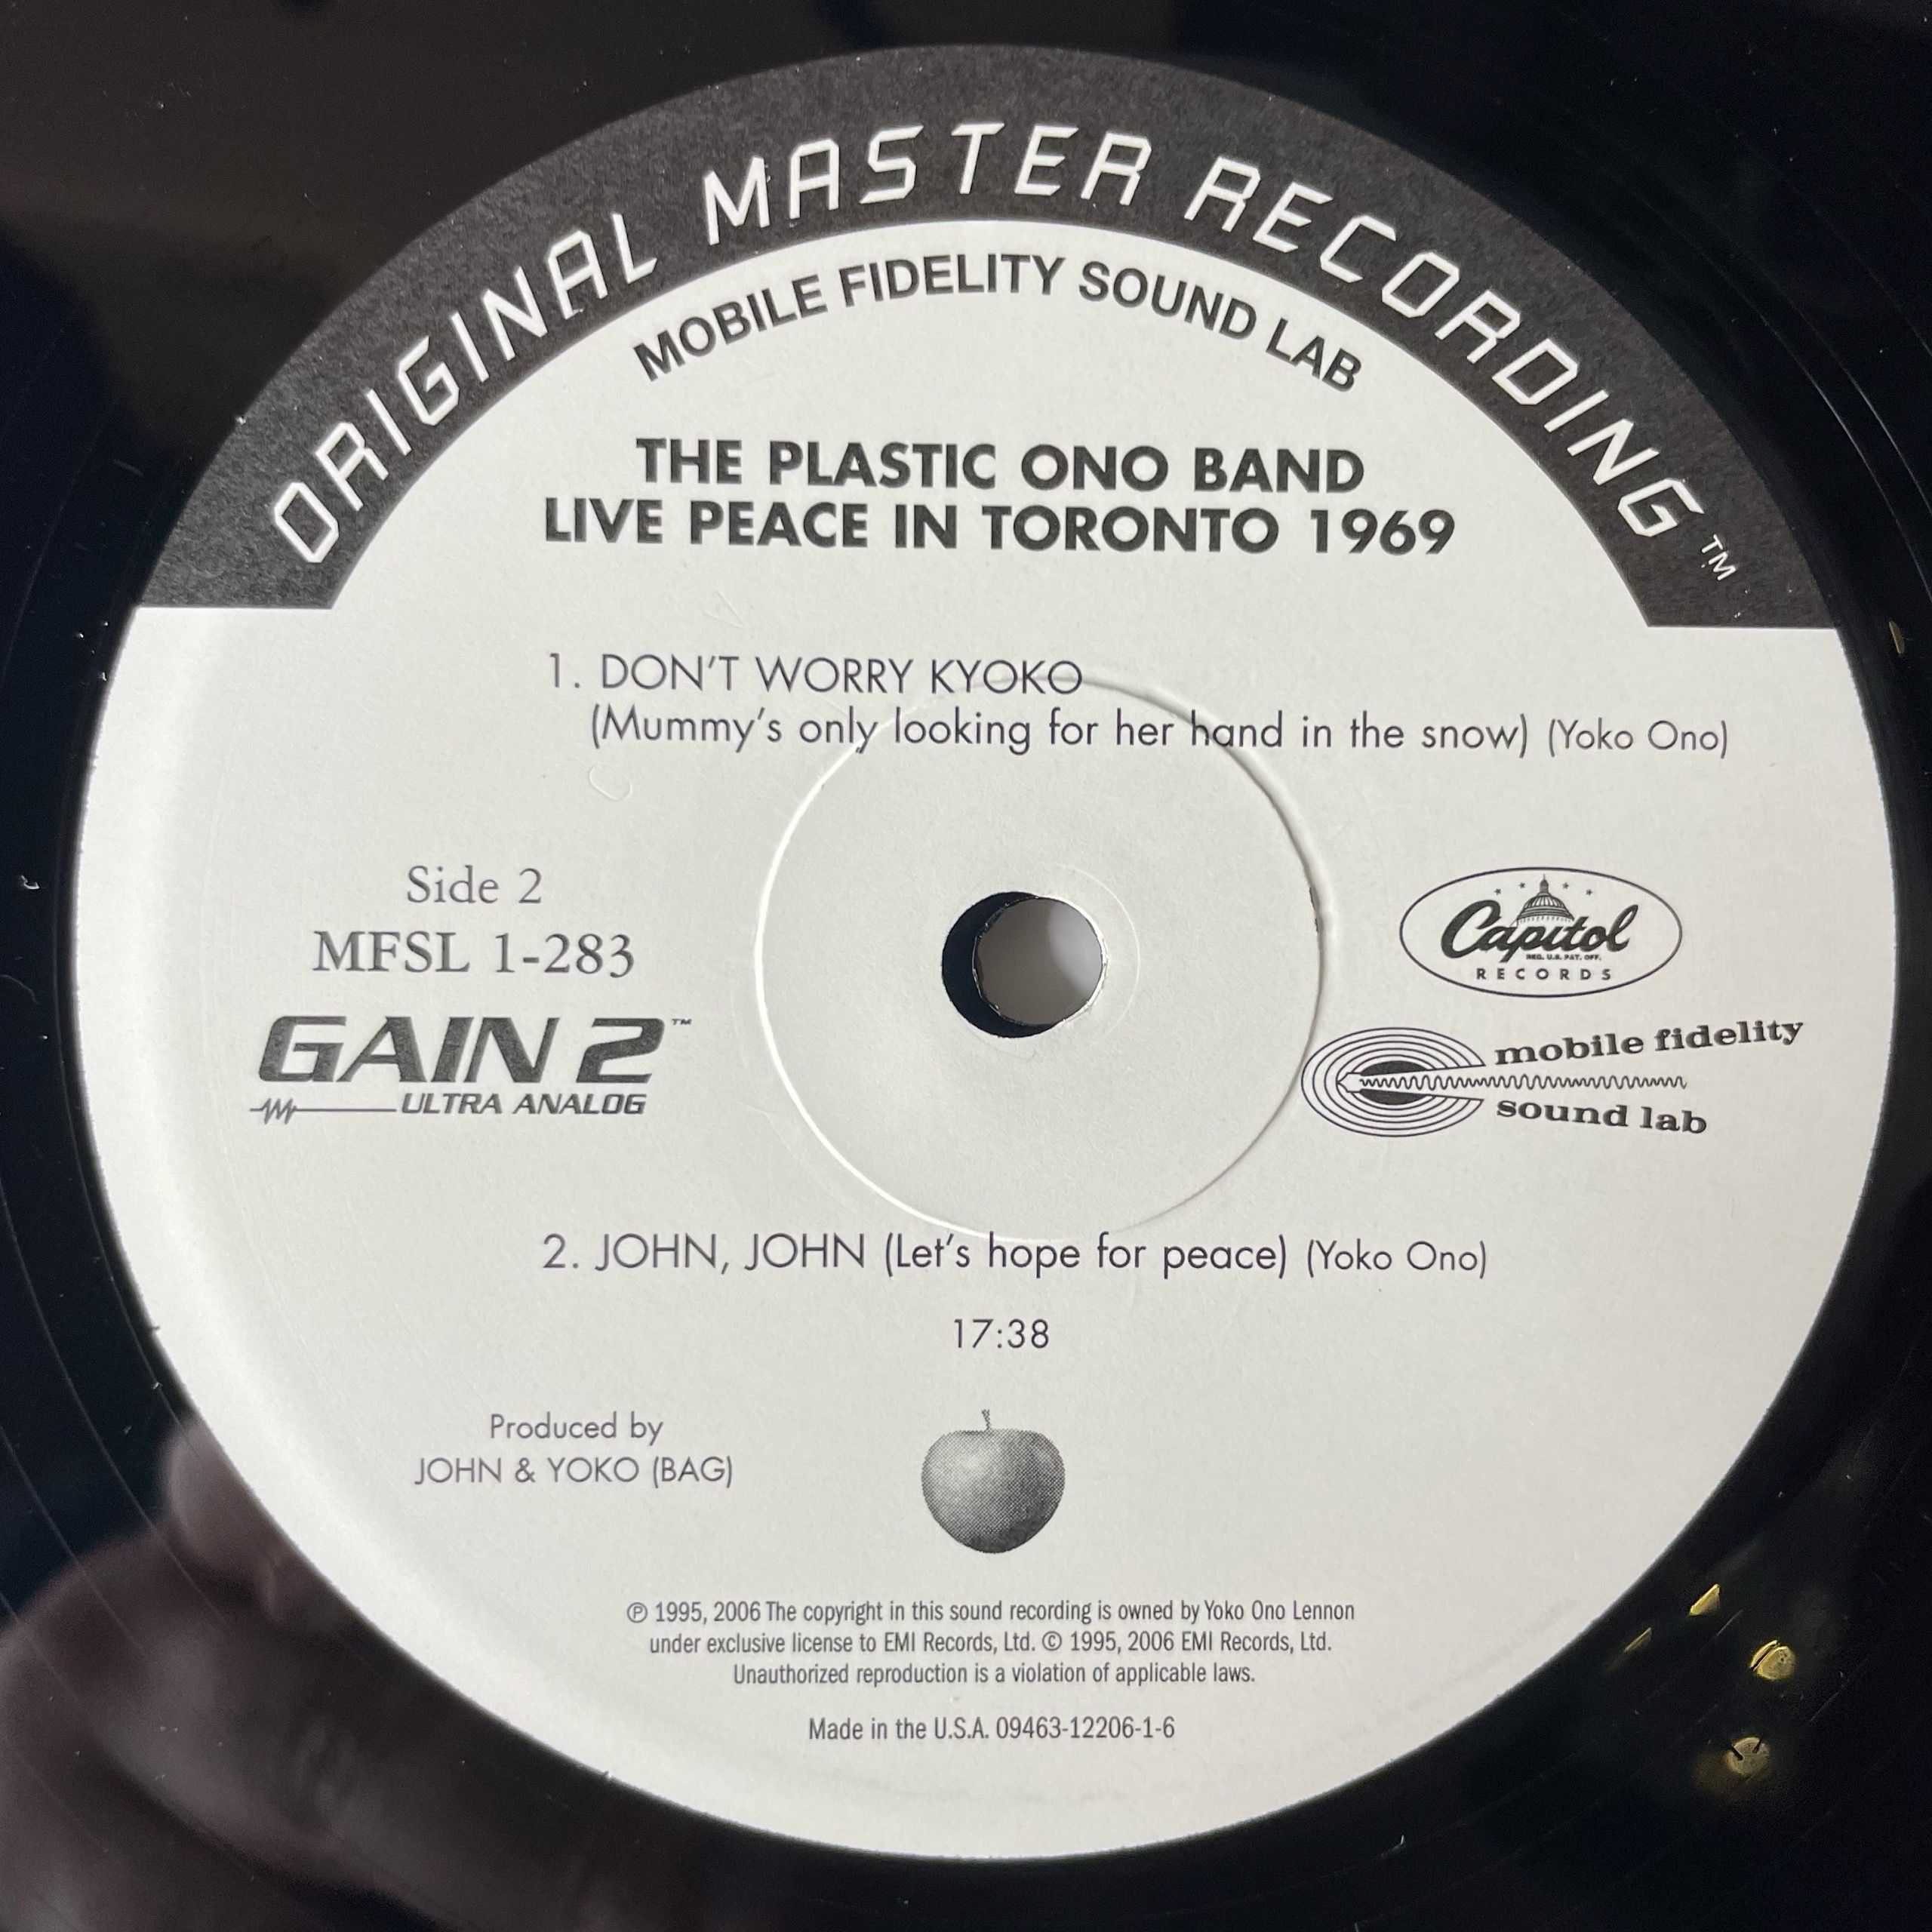 ORIGINAL MASTER RECORDING™
MOBILE FIDELITY SOUND LAB
THE PLASTIC ONO BAND
LIVE PEACE IN TORONTO 1969
1. DON'T WORRY KYOKO
(Mummy's only looking for her hand in the snow) (Yoko Ono)
Side 2
MFSL 1-283
GAIN 2™
ULTRA ANALOG
Capitol
REG. U.S. PAT. OFF.
RECORDS
mobile fidelity
sound lab
2. JOHN, JOHN (Let's hope for peace) (Yoko Ono)
17:38
Produced by
JOHN & YOKO (BAG)
℗ 1995, 2006 The copyright in this sound recording is owned by Yoko Ono Lennon
under exclusive license to EMI Records, Ltd. © 1995, 2006 EMI Records, Ltd.
Unauthorized reproduction is a violation of applicable laws.
Made in the U.S.A. 09463-12206-1-6